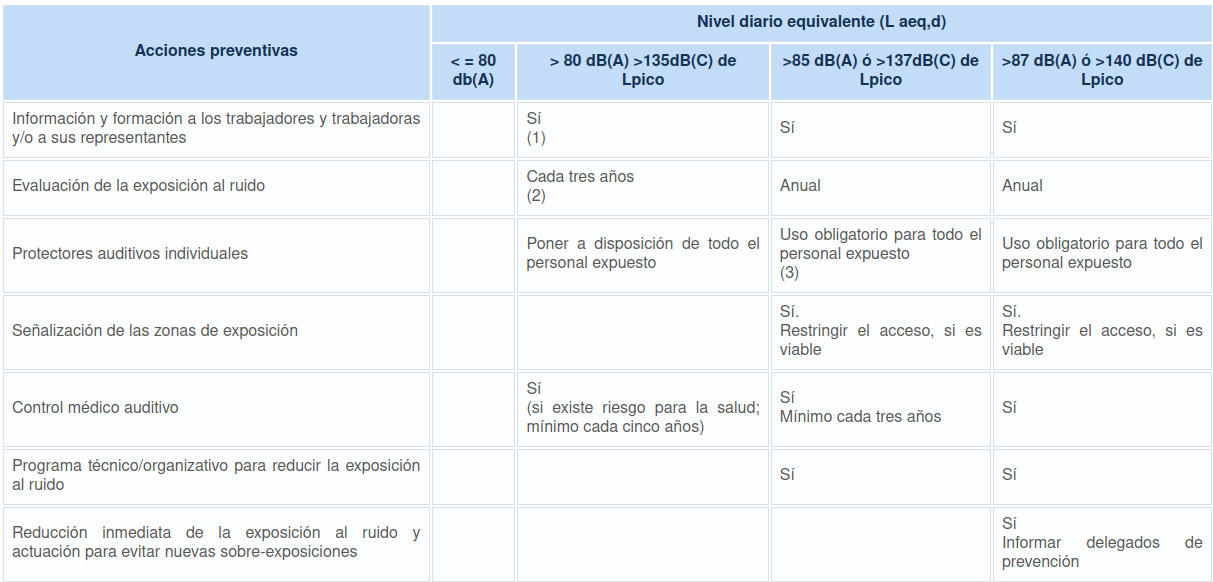 Acciones preventivas
Nivel diario equivalente (L aeq,d)
< = 80
db(A)
> 80 dB(A) >135dB(C) de
Lpico
>85 dB(A) ó >137dB(C) de
Lpico
>87 dB(A) ó >140 dB(C) de
Lpico
Información y formación a los trabajadores y trabajadoras
y/o a sus representantes
Sí
(1)
Sí
Sí
Evaluación de la exposición al ruido
Cada tres años
(2)
Anual
Anual
Protectores auditivos individuales
Poner a disposición de todo el
personal expuesto
Uso obligatorio para todo el
personal expuesto
(3)
Uso obligatorio para todo el
personal expuesto
Señalización de las zonas de exposición
Sí.
Restringir el acceso, si es
viable
Sí.
Restringir el acceso, si es
viable
Control médico auditivo
Sí
(si existe riesgo para la salud;
mínimo cada cinco años)
Sí
Mínimo cada tres años
Sí
Programa técnico/organizativo para reducir la exposición
al ruido
Sí
Sí
Reducción inmediata de la exposición al ruido y
actuación para evitar nuevas sobre-exposiciones
Sí
Informar delegados de
prevención